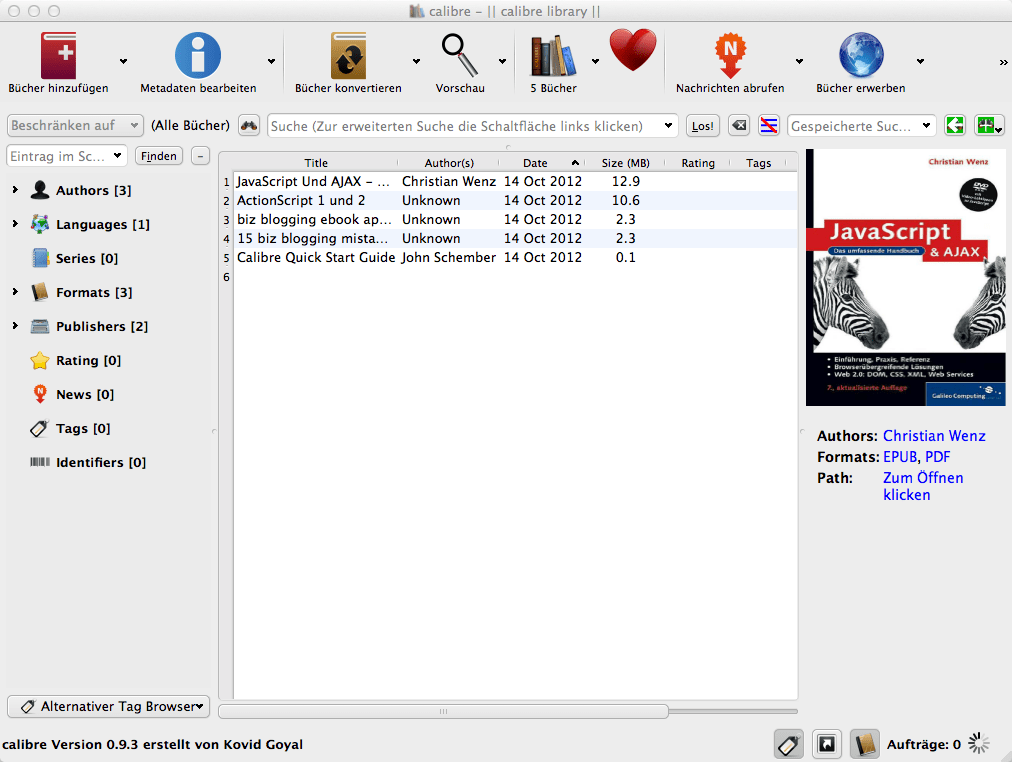 calibre - || calibre library ||
Bücher hinzufügen
Metadaten bearbeiten
Bücher konvertieren
Vorschau
5 Bücher
Nachrichten abrufen
Bücher erwerben
»
Beschränken auf
(Alle Bücher)
Suche (Zur erweiterten Suche die Schaltfläche links klicken)
Los!
Gespeicherte Suc...
Eintrag im Sc...
Finden
-
Title Author(s) Date Size (MB) Rating Tags
1 JavaScript Und AJAX – ... Christian Wenz 14 Oct 2012 12.9
2 ActionScript 1 und 2 Unknown 14 Oct 2012 10.6
3 biz blogging ebook ap... Unknown 14 Oct 2012 2.3
4 15 biz blogging mista... Unknown 14 Oct 2012 2.3
5 Calibre Quick Start Guide John Schember 14 Oct 2012 0.1
6
Authors [3]
Languages [1]
Series [0]
Formats [3]
Publishers [2]
Rating [0]
News [0]
Tags [0]
Identifiers [0]
Christian Wenz
DVD
JavaScript
Das umfassende Handbuch
& AJAX
• Einführung, Praxis, Referenz
• Browserübergreifende Lösungen
• Web 2.0: DOM, CSS, XML, Web Services
7., aktualisierte Auflage
Galileo Computing
Authors: Christian Wenz
Formats: EPUB, PDF
Path: Zum Öffnen
klicken
Alternativer Tag Browser
calibre Version 0.9.3 erstellt von Kovid Goyal
Aufträge: 0